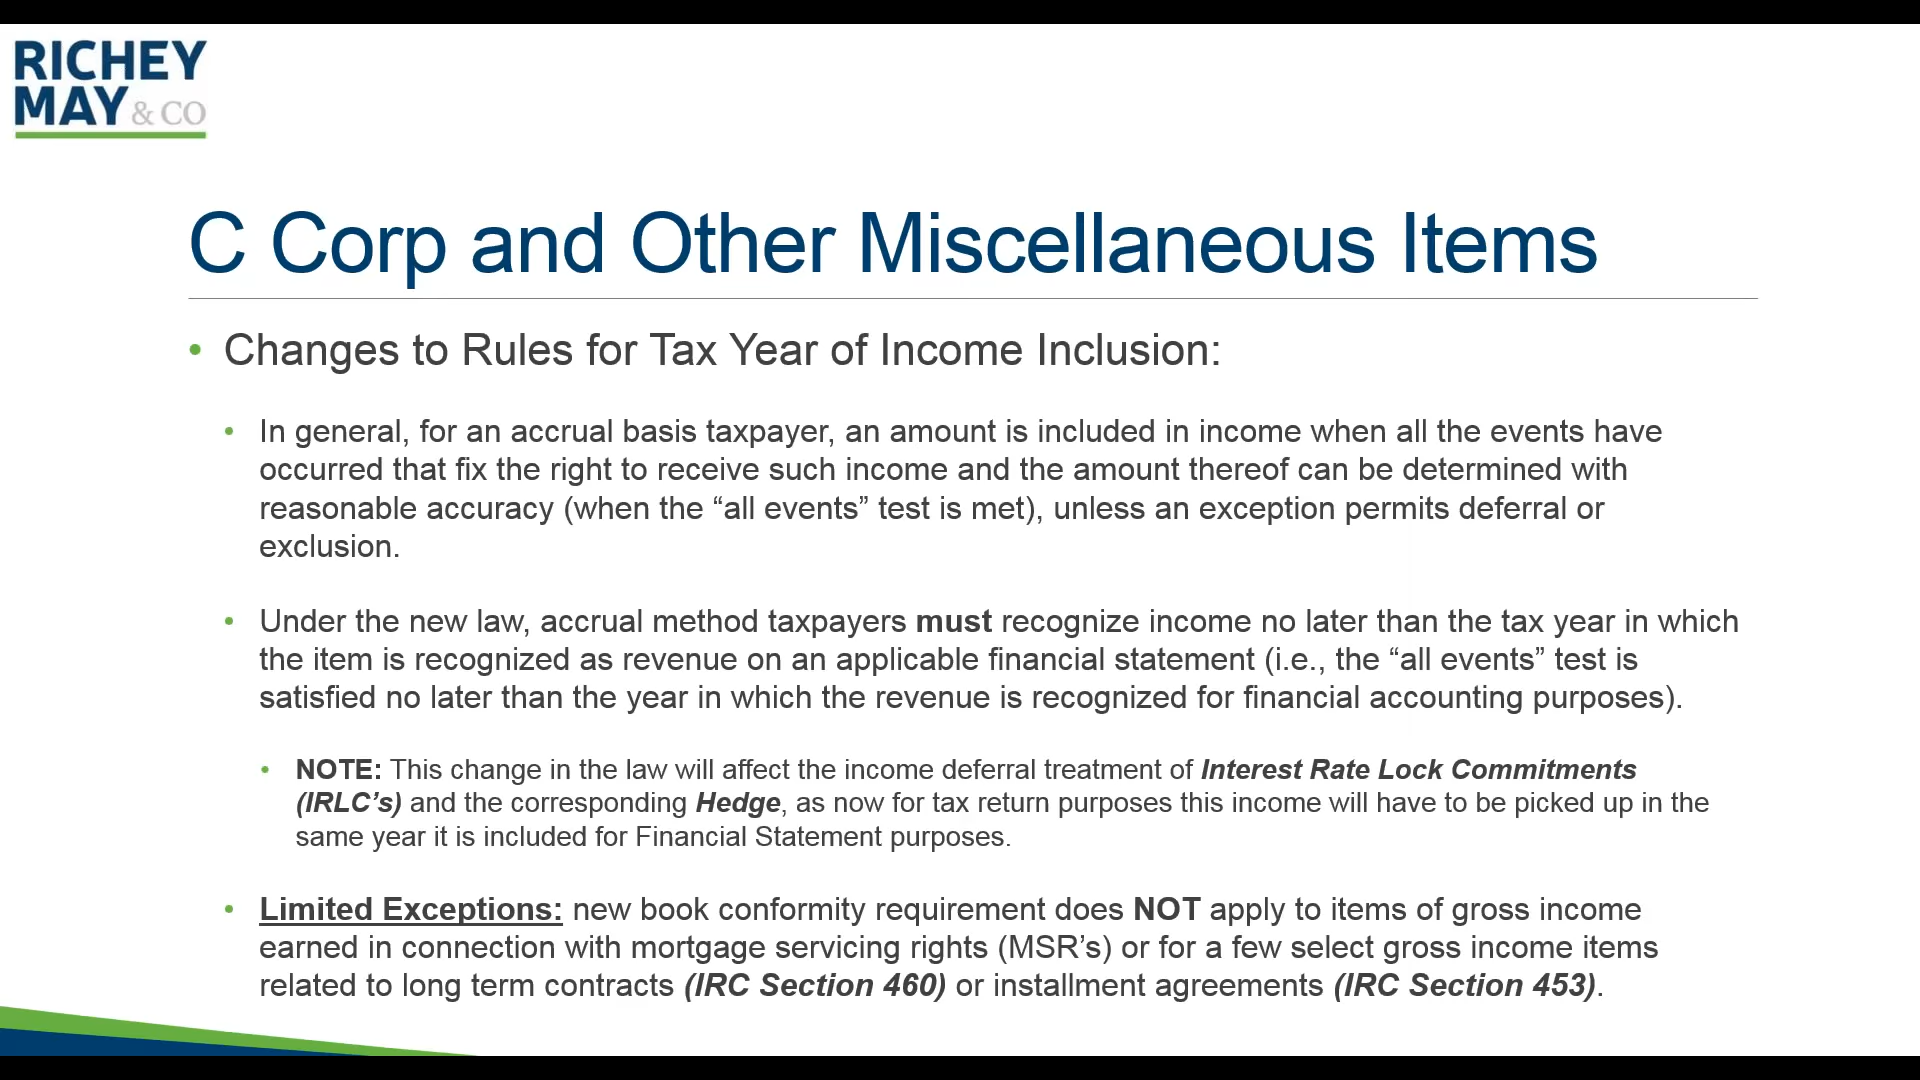 RICHEY
MAY & CO
C Corp and Other Miscellaneous Items
• Changes to Rules for Tax Year of Income Inclusion:
• In general, for an accrual basis taxpayer, an amount is included in income when all the events have
occurred that fix the right to receive such income and the amount thereof can be determined with
reasonable accuracy (when the “all events” test is met), unless an exception permits deferral or
exclusion.
• Under the new law, accrual method taxpayers must recognize income no later than the tax year in which
the item is recognized as revenue on an applicable financial statement (i.e., the “all events” test is
satisfied no later than the year in which the revenue is recognized for financial accounting purposes).
• NOTE: This change in the law will affect the income deferral treatment of Interest Rate Lock Commitments
(IRLC’s) and the corresponding Hedge, as now for tax return purposes this income will have to be picked up in the
same year it is included for Financial Statement purposes.
• Limited Exceptions: new book conformity requirement does NOT apply to items of gross income
earned in connection with mortgage servicing rights (MSR’s) or for a few select gross income items
related to long term contracts (IRC Section 460) or installment agreements (IRC Section 453).